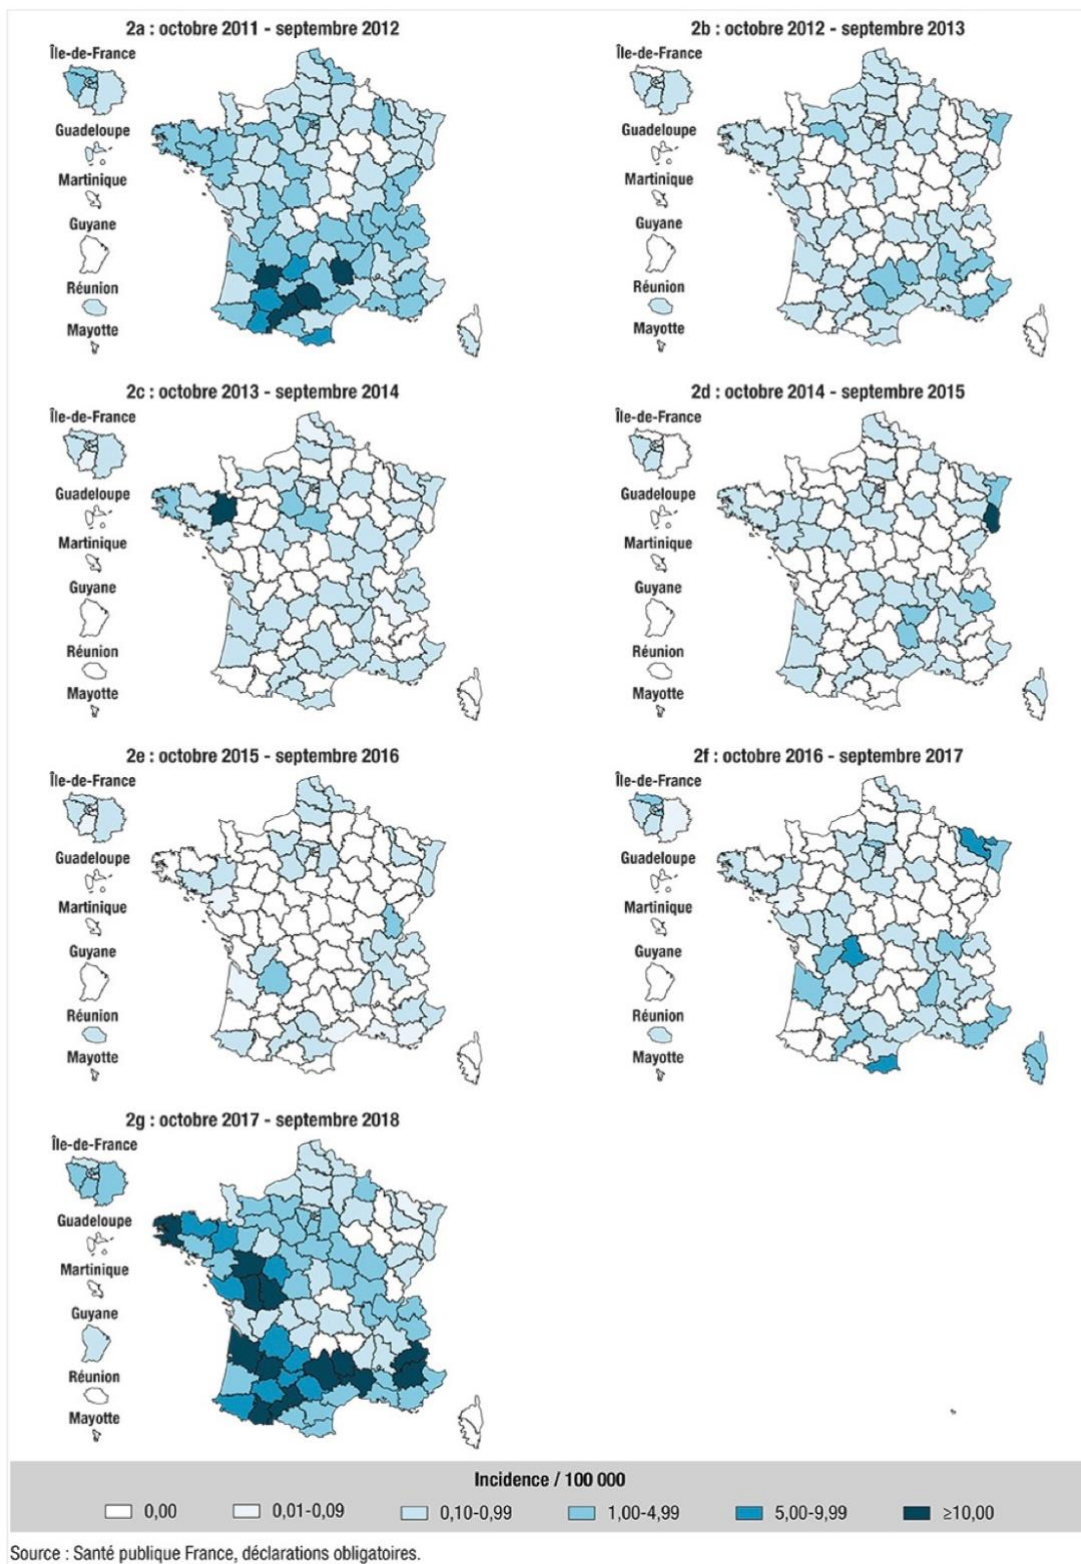 2a : octobre 2011 - septembre 2012
Île-de-France
Guadeloupe
Martinique
Guyane
Réunion
Mayotte
2b : octobre 2012 - septembre 2013
Île-de-France
Guadeloupe
Martinique
Guyane
Réunion
Mayotte
2c : octobre 2013 - septembre 2014
Île-de-France
Guadeloupe
Martinique
Guyane
Réunion
Mayotte
2d : octobre 2014 - septembre 2015
Île-de-France
Guadeloupe
Martinique
Guyane
Réunion
Mayotte
2e : octobre 2015 - septembre 2016
Île-de-France
Guadeloupe
Martinique
Guyane
Réunion
Mayotte
2f : octobre 2016 - septembre 2017
Île-de-France
Guadeloupe
Martinique
Guyane
Réunion
Mayotte
2g : octobre 2017 - septembre 2018
Île-de-France
Guadeloupe
Martinique
Guyane
Réunion
Mayotte
Incidence / 100 000
0,00 0,01-0,09 0,10-0,99 1,00-4,99 5,00-9,99 ≥10,00
Source : Santé publique France, déclarations obligatoires.